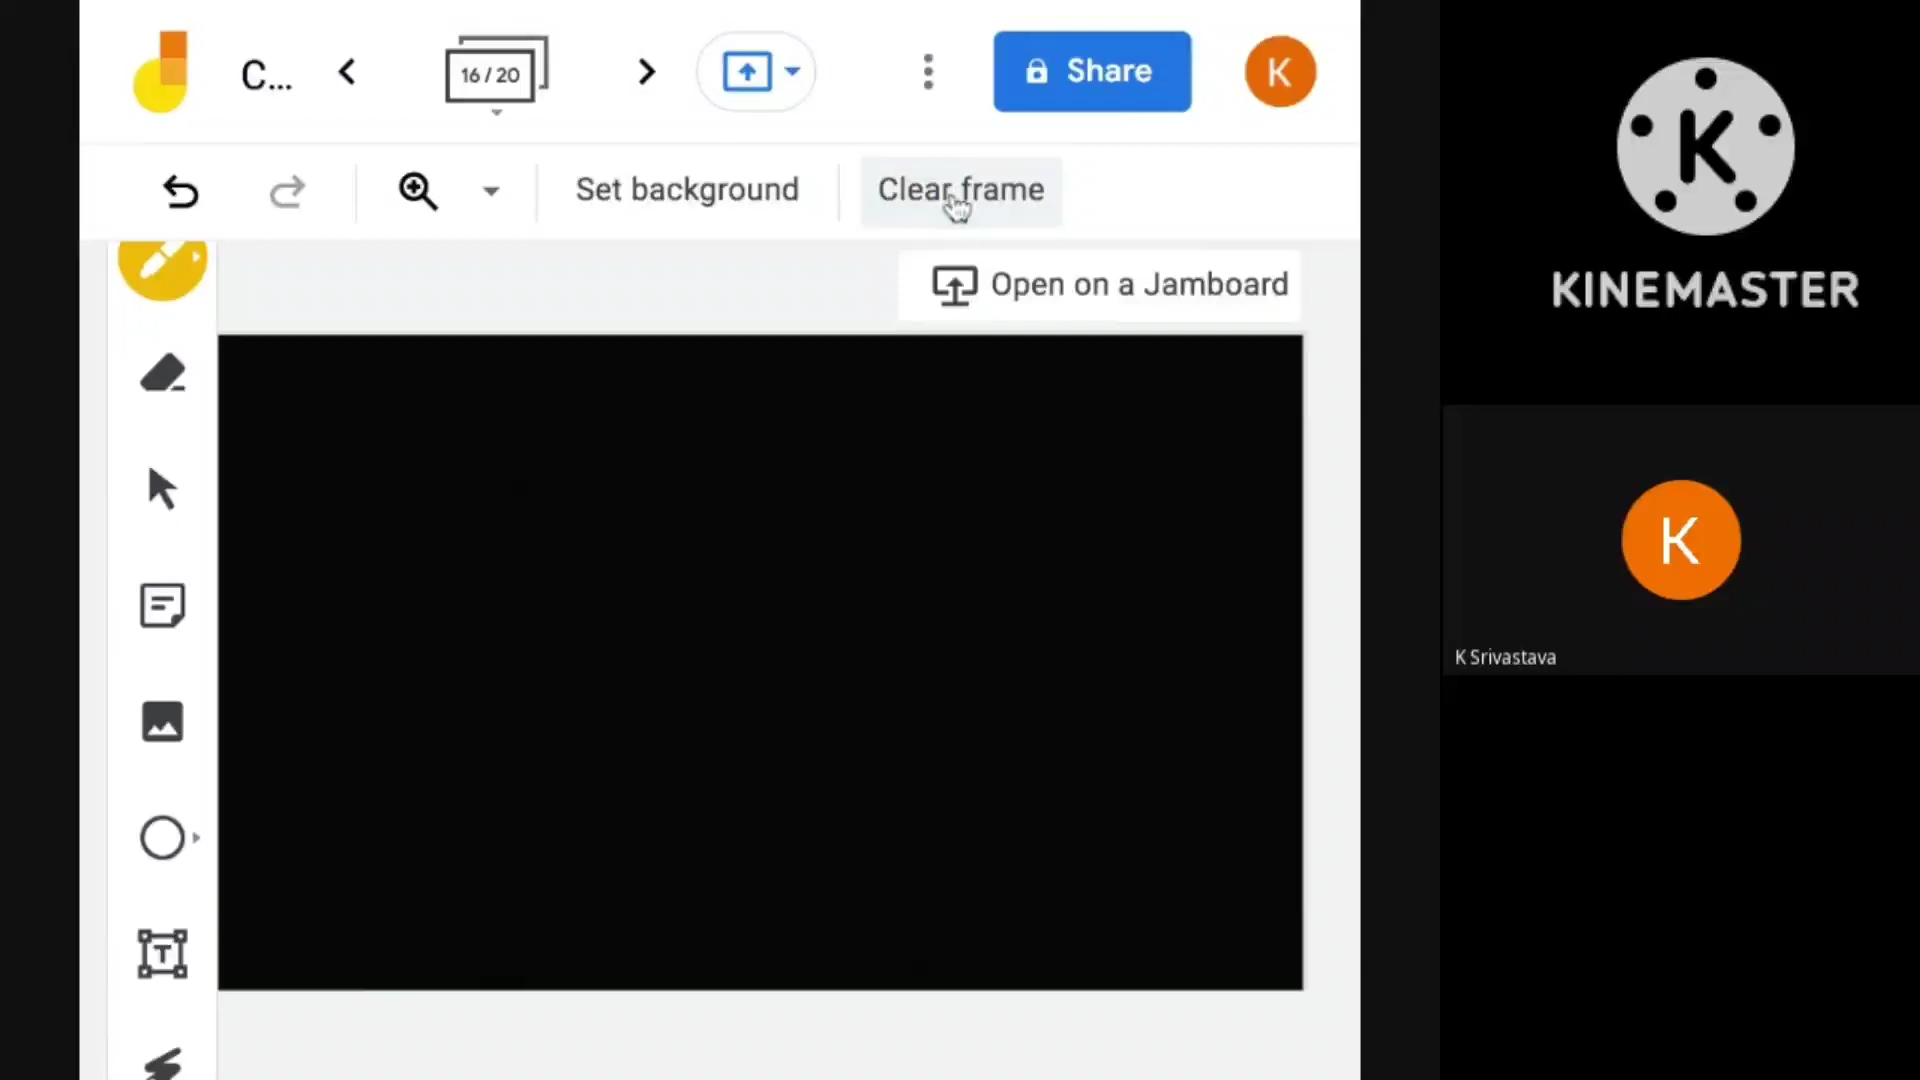 C...
16 / 20
Share
K
Set background
Clear frame
Open on a Jamboard
T
K
KINEMASTER
K
K Srivastava